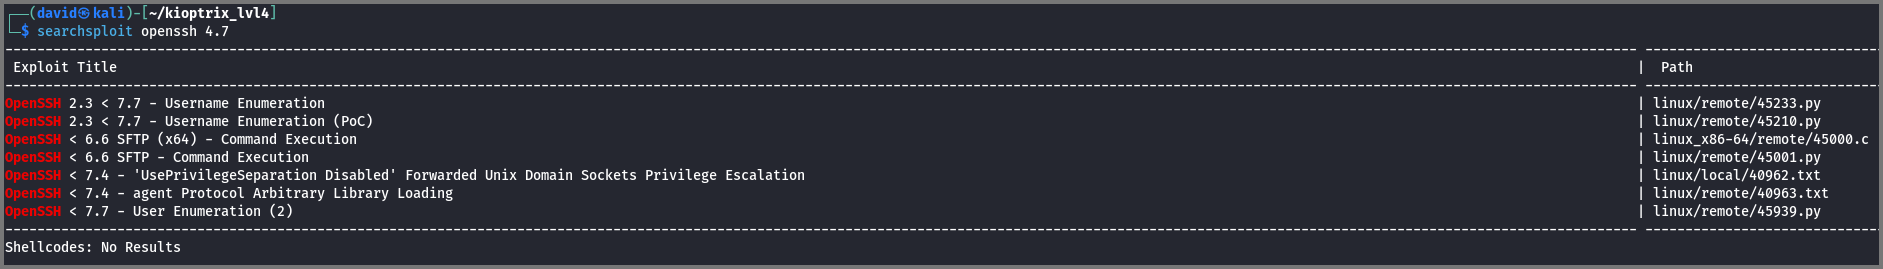 ┌──(david㉿kali)-[~/kioptrix_lvl4]
└─$ searchsploit openssh 4.7
Exploit Title | Path
OpenSSH 2.3 < 7.7 - Username Enumeration | linux/remote/45233.py
OpenSSH 2.3 < 7.7 - Username Enumeration (PoC) | linux/remote/45210.py
OpenSSH < 6.6 SFTP (x64) - Command Execution | linux_x86-64/remote/45000.c
OpenSSH < 6.6 SFTP - Command Execution | linux/remote/45001.py
OpenSSH < 7.4 - 'UsePrivilegeSeparation Disabled' Forwarded Unix Domain Sockets Privilege Escalation | linux/local/40962.txt
OpenSSH < 7.4 - agent Protocol Arbitrary Library Loading | linux/remote/40963.txt
OpenSSH < 7.7 - User Enumeration (2) | linux/remote/45939.py
Shellcodes: No Results